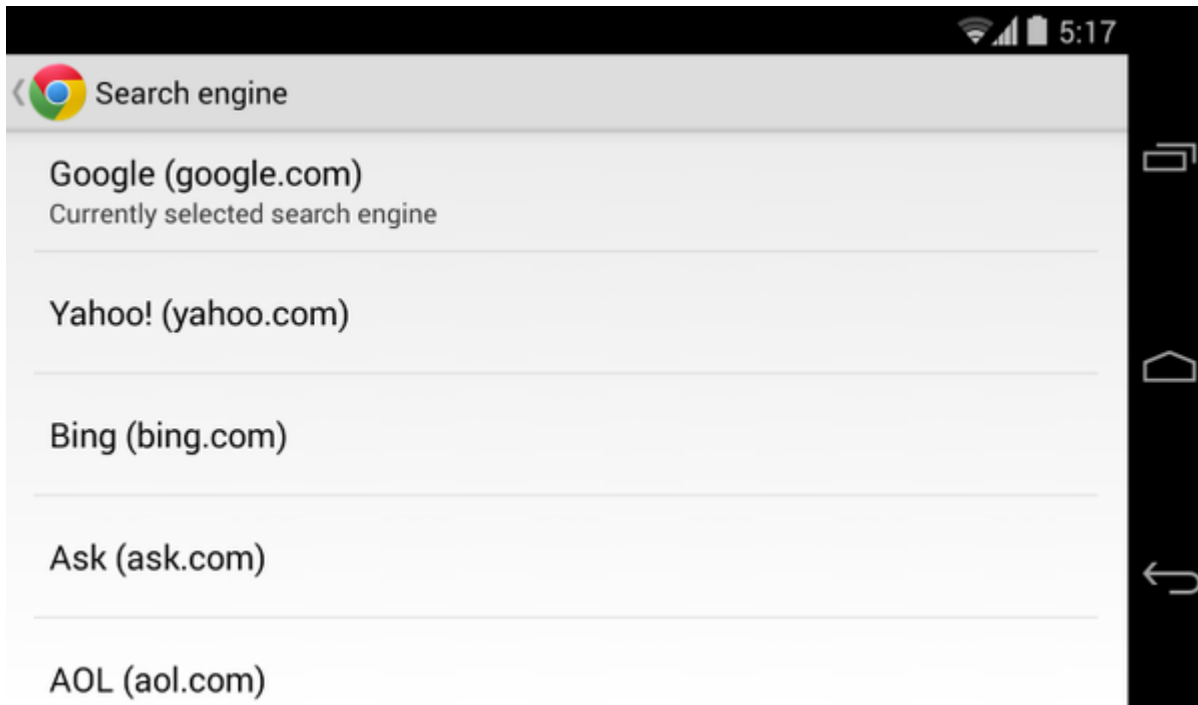 5:17
Search engine
Google (google.com)
Currently selected search engine
Yahoo! (yahoo.com)
Bing (bing.com)
Ask (ask.com)
AOL (aol.com)